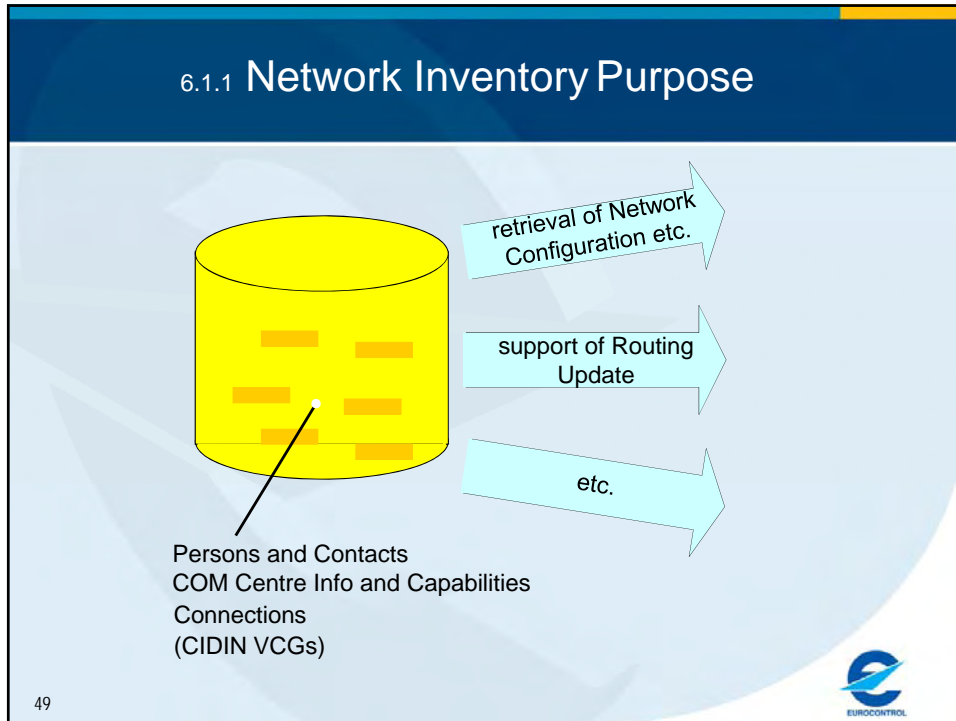 6.1.1 Network Inventory Purpose
retrieval of Network
Configuration etc.
support of Routing
Update
etc.
Persons and Contacts
COM Centre Info and Capabilities
Connections
(CIDIN VCGs)
49
EUROCONTROL